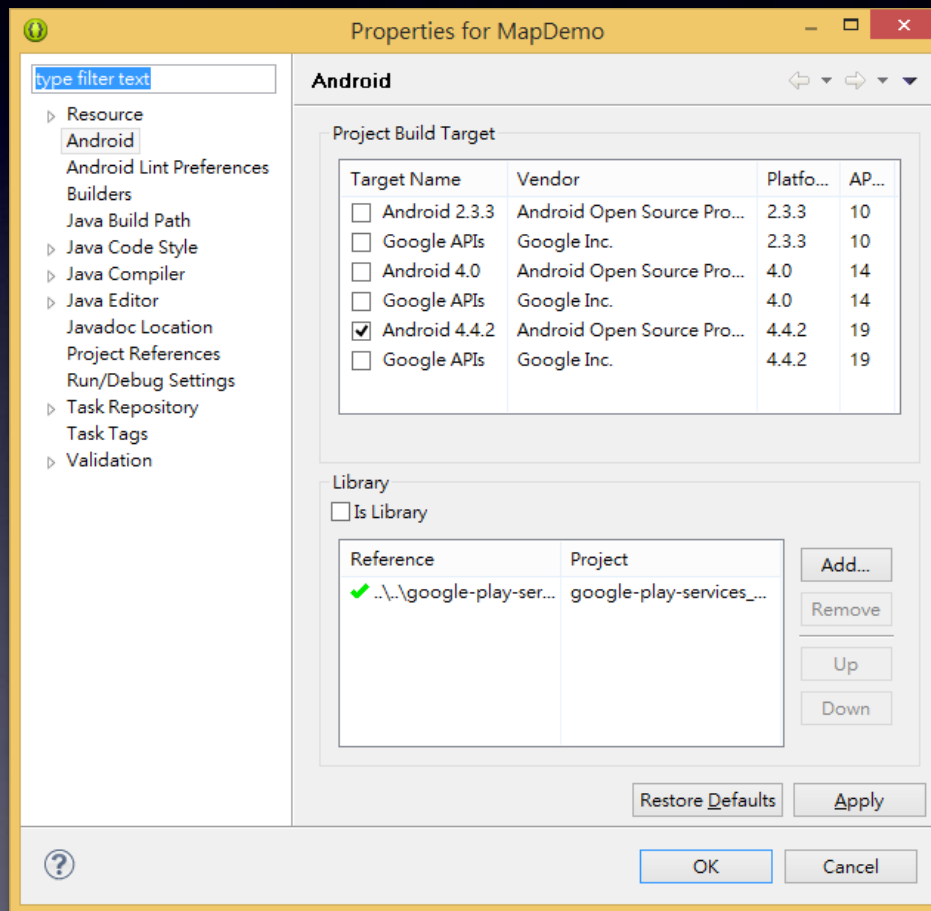 Properties for MapDemo
type filter text
Resource
Android
Android Lint Preferences
Builders
Java Build Path
Java Code Style
Java Compiler
Java Editor
Javadoc Location
Project References
Run/Debug Settings
Task Repository
Task Tags
Validation
Android
Project Build Target
Target Name Vendor Platfo... AP...
Android 2.3.3 Android Open Source Pro... 2.3.3 10
Google APIs Google Inc. 2.3.3 10
Android 4.0 Android Open Source Pro... 4.0 14
Google APIs Google Inc. 4.0 14
Android 4.4.2 Android Open Source Pro... 4.4.2 19
Google APIs Google Inc. 4.4.2 19
Library
Is Library
Reference Project
..\..\google-play-ser... google-play-services_...
Add...
Remove
Up
Down
Restore Defaults Apply
? OK Cancel